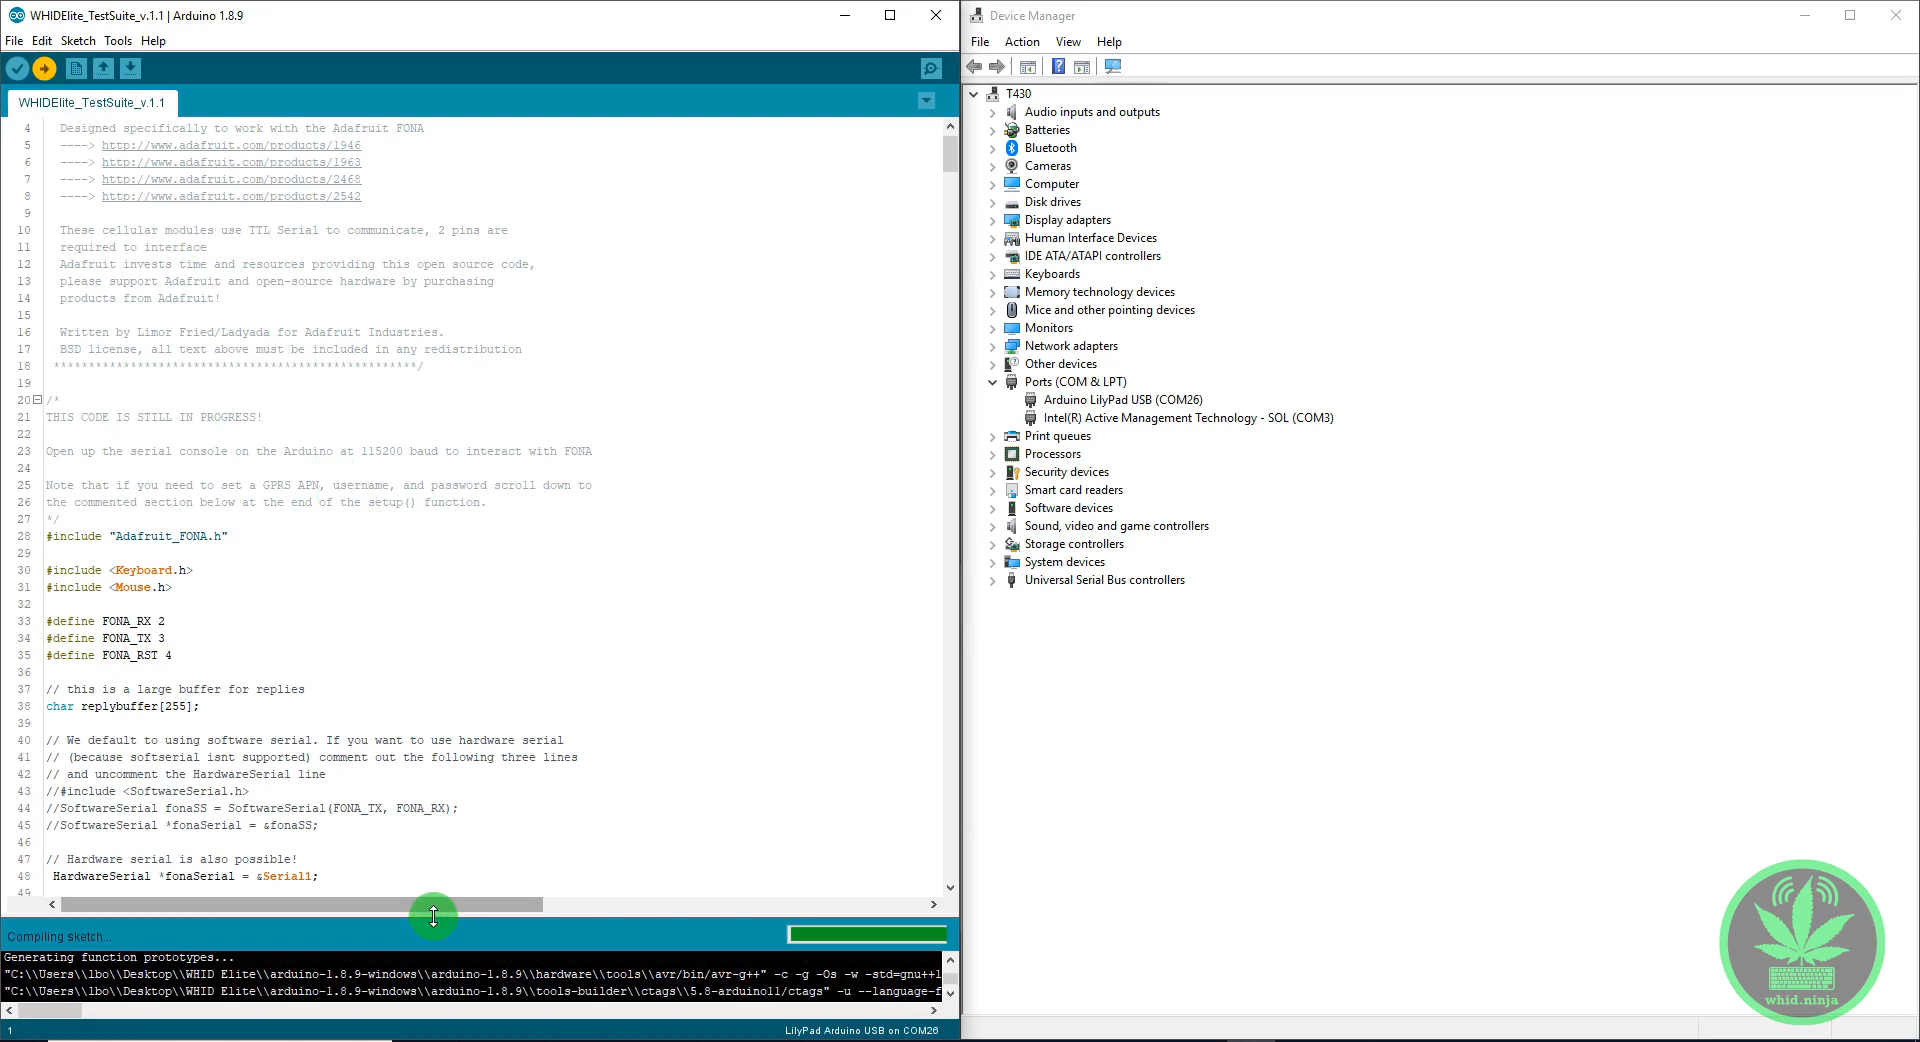 WHIDElite_TestSuite_v.1.1 | Arduino 1.8.9
File Edit Sketch Tools Help
WHIDElite_TestSuite_v.1.1
4 Designed specifically to work with the Adafruit FONA
5 ----> http://www.adafruit.com/products/1946
6 ----> http://www.adafruit.com/products/1963
7 ----> http://www.adafruit.com/products/2468
8 ----> http://www.adafruit.com/products/2542
9
10 These cellular modules use TTL Serial to communicate, 2 pins are
11 required to interface
12 Adafruit invests time and resources providing this open source code,
13 please support Adafruit and open-source hardware by purchasing
14 products from Adafruit!
15
16 Written by Limor Fried/Ladyada for Adafruit Industries.
17 BSD license, all text above must be included in any redistribution
18 ****************************************************/
19
20 /*
21 THIS CODE IS STILL IN PROGRESS!
22
23 Open up the serial console on the Arduino at 115200 baud to interact with FONA
24
25 Note that if you need to set a GPRS APN, username, and password scroll down to
26 the commented section below at the end of the setup() function.
27 */
28 #include "Adafruit_FONA.h"
29
30 #include <Keyboard.h>
31 #include <Mouse.h>
32
33 #define FONA_RX 2
34 #define FONA_TX 3
35 #define FONA_RST 4
36
37 // this is a large buffer for replies
38 char replybuffer[255];
39
40 // We default to using software serial. If you want to use hardware serial
41 // (because softserial isnt supported) comment out the following three lines
42 // and uncomment the HardwareSerial line
43 //#include <SoftwareSerial.h>
44 //SoftwareSerial fonaSS = SoftwareSerial(FONA_TX, FONA_RX);
45 //SoftwareSerial *fonaSerial = &fonaSS;
46
47 // Hardware serial is also possible!
48 HardwareSerial *fonaSerial = &Serial1;
49
Compiling sketch...
Generating function prototypes...
"C:\\Users\\lbo\\Desktop\\WHID Elite\\arduino-1.8.9-windows\\arduino-1.8.9\\hardware\\tools\\avr/bin/avr-g++" -c -g -Os -w -std=gnu++1
"C:\\Users\\lbo\\Desktop\\WHID Elite\\arduino-1.8.9-windows\\arduino-1.8.9\\tools-builder\\ctags\\5.8-arduino11/ctags" -u --language-f
1 LilyPad Arduino USB on COM26
Device Manager
File Action View Help
T430
Audio inputs and outputs
Batteries
Bluetooth
Cameras
Computer
Disk drives
Display adapters
Human Interface Devices
IDE ATA/ATAPI controllers
Keyboards
Memory technology devices
Mice and other pointing devices
Monitors
Network adapters
Other devices
Ports (COM & LPT)
Arduino LilyPad USB (COM26)
Intel(R) Active Management Technology - SOL (COM3)
Print queues
Processors
Security devices
Smart card readers
Software devices
Sound, video and game controllers
Storage controllers
System devices
Universal Serial Bus controllers
whid.ninja